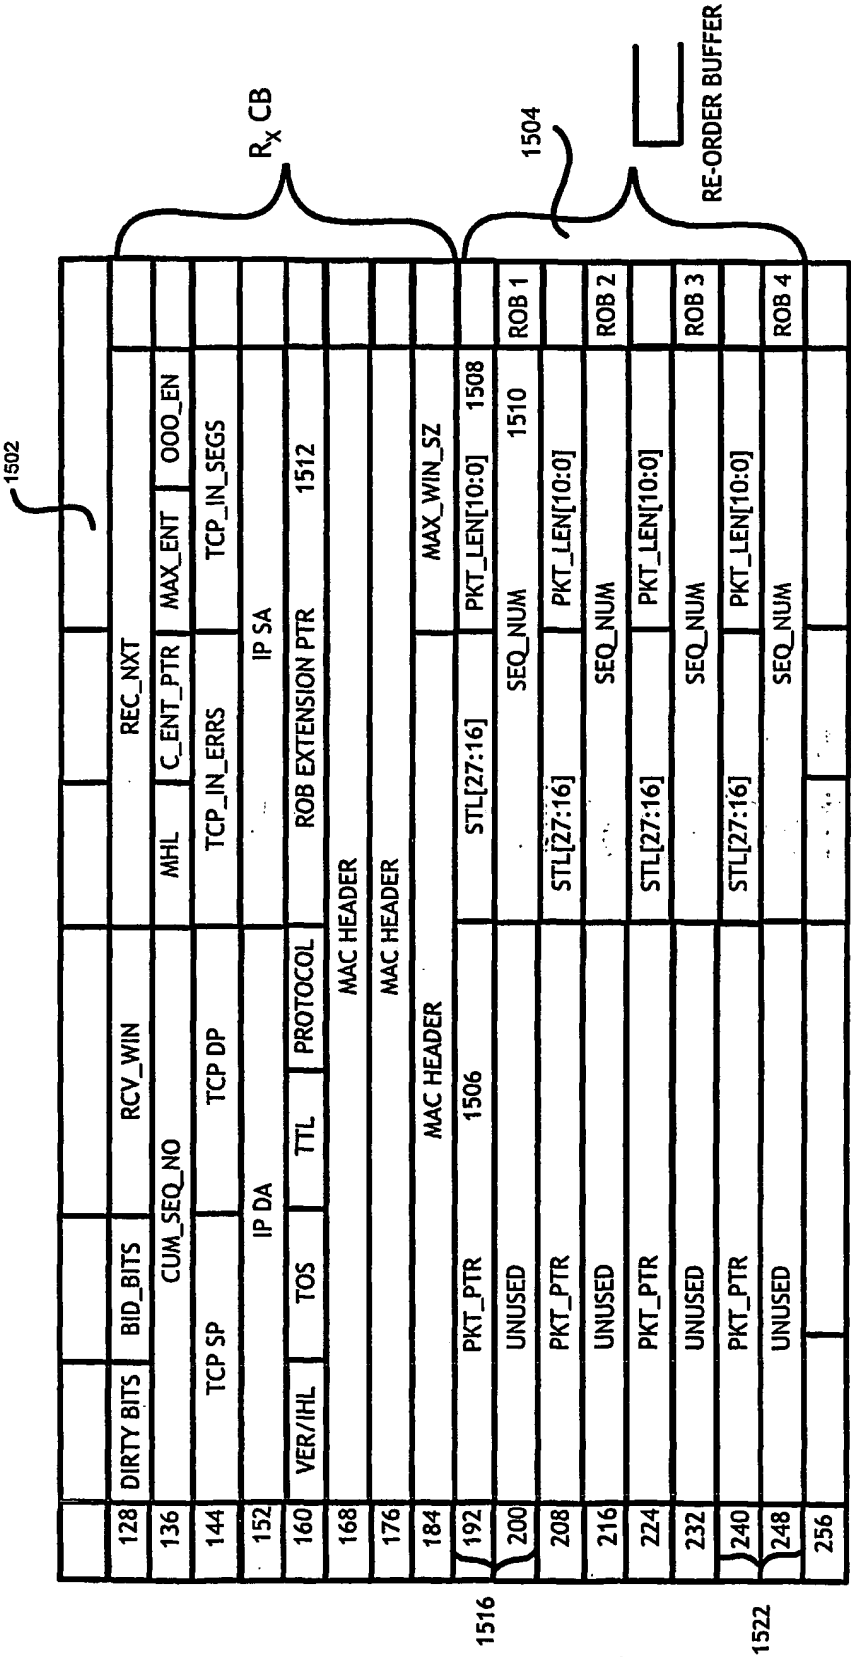 1502
128 DIRTY BITS BID_BITS RCV_WIN REC_NXT
136 CUM_SEQ_NO MHL C_ENT_PTR MAX_ENT OOO_EN
144 TCP SP TCP DP TCP_IN_ERRS TCP_IN_SEGS
152 IP DA IP SA
160 VER/IHL TOS TTL PROTOCOL ROB EXTENSION PTR 1512
168 MAC HEADER
176 MAC HEADER
184 MAC HEADER MAX_WIN_SZ
RX CB
192 PKT_PTR 1506 STL[27:16] PKT_LEN[10:0] 1508
1516
200 UNUSED SEQ_NUM 1510 ROB 1
1504
208 PKT_PTR STL[27:16] PKT_LEN[10:0]
216 UNUSED SEQ_NUM ROB 2
224 PKT_PTR STL[27:16] PKT_LEN[10:0]
232 UNUSED SEQ_NUM ROB 3
RE-ORDER BUFFER
240 PKT_PTR STL[27:16] PKT_LEN[10:0]
1522
248 UNUSED SEQ_NUM ROB 4
256